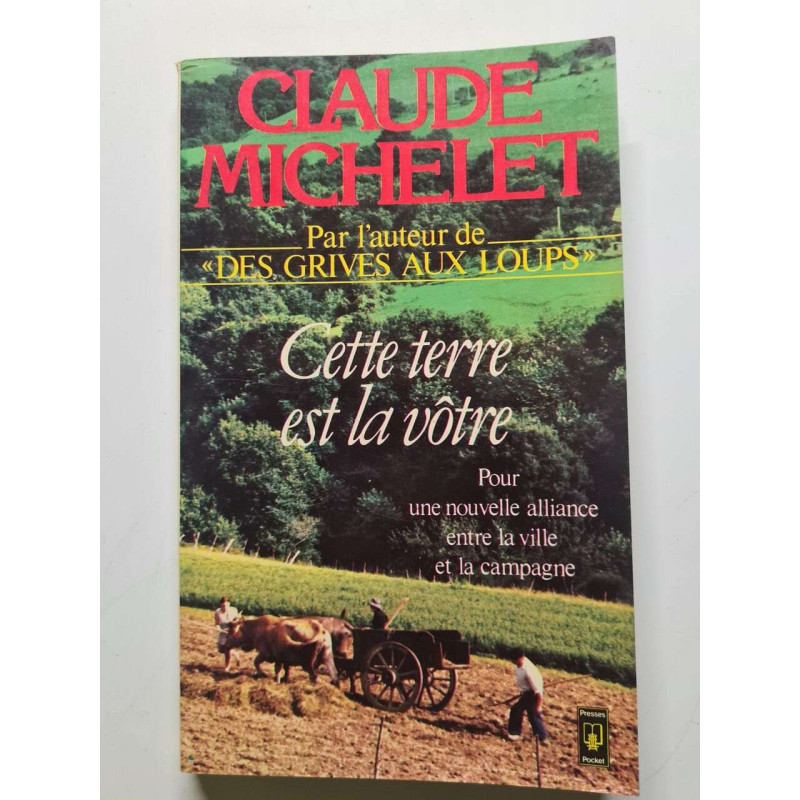 CLAUDE
MICHELET
Par l'auteur de
«DES GRIVES AUX LOUPS»
Cette terre
est la vôtre
Pour
une nouvelle alliance
entre la ville
et la campagne
Presses
Pocket